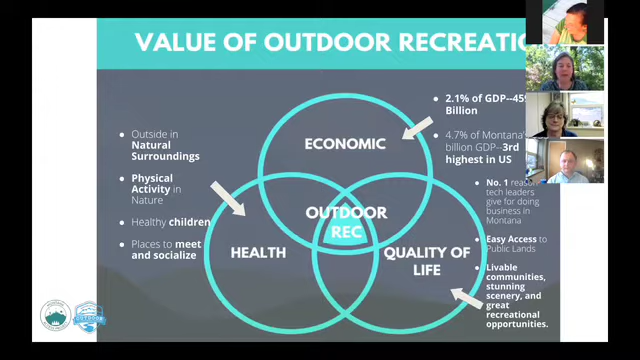 VALUE OF OUTDOOR RECREATIO
• Outside in
Natural
Surroundings
• Physical
Activity in
Nature
• Healthy children
• Places to meet
and socialize
ECONOMIC
OUTDOOR
REC
HEALTH
QUALITY OF
LIFE
• 2.1% of GDP--459
Billion
• 4.7% of Montana'
billion GDP--3rd
highest in US
• No. 1 reason
tech leaders
give for doing
business in
Montana
• Easy Access to
Public Lands
• Livable
communities,
stunning
scenery, and
great
recreational
opportunities.
OUTDOOR